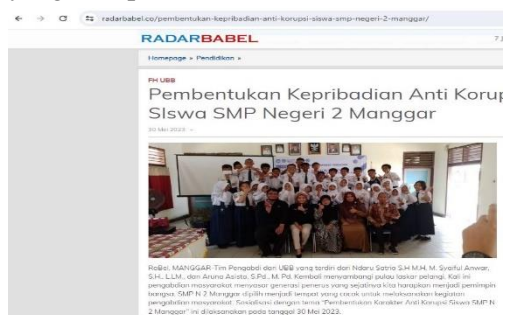 radarbabel.co/pembentukan-kepribadian-anti-korupsi-siswa-smp-negeri-2-manggar/
RADARBABEL
Homepage » Pendidikan »
FH UBB
Pembentukan Kepribadian Anti Korup
SIswa SMP Negeri 2 Manggar
30 Mei 2023
RaBel, MANGGAR-Tim Pengabdi dari UBB yang terdiri dari Ndaru Satrio S.H M.H, M. Syaiful Anwar,
S.H., L.LM., dan Aruna Asista, S.Pd., M. Pd. Kembali menyambangi pulau laskar pelangi. Kali ini
pengabdian masyarakat menyasar generasi penerus yang sejatinya kita harapkan menjadi pemimpin
bangsa. SMP N 2 Manggar dipilih menjadi tempat yang cocok untuk melaksanakan kegiatan
pengabdian masyarakat. Sosialisasi dengan tema "Pembentukan Karakter Anti Korupsi Siswa SMP N
2 Manggar" ini dilaksanakan pada tanggal 30 Mei 2023.